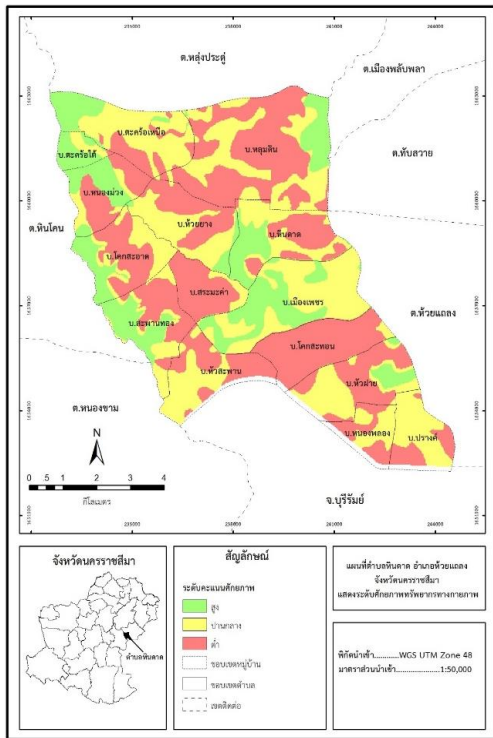 ต.หลุ่งประดู่
ต.เมืองพลับพลา
ต.ทับสวาย
บ.ตะคร้อเหนือ
บ.หลุมดิน
บ.ตะคร้อใต้
บ.หนองม่วง
ต.หินโคน
บ.ห้วยยาง
บ.หินดาด
บ.โคกสะอาด
บ.สระมะค่า
บ.เมืองเพชร
ต.ห้วยแถลง
บ.สะพานทอง
บ.โคกสะทอน
บ.หัวสะพาน
บ.หัวฝาย
ต.หนองขาม
บ.หนองพลอง
บ.ปรางค์
N
0 0.5 1 2 3 4
กิโลเมตร
จ.บุรีรัมย์
จังหวัดนครราชสีมา
ตำบลหินดาด
สัญลักษณ์
ระดับคะแนนศักยภาพ
สูง
ปานกลาง
ต่ำ
ขอบเขตหมู่บ้าน
ขอบเขตตำบล
เขตติดต่อ
แผนที่ตำบลหินดาด อำเภอห้วยแถลง
จังหวัดนครราชสีมา
แสดงระดับศักยภาพทรัพยากรทางกายภาพ
พิกัดนำเข้า..........WGS UTM Zone 48
มาตราส่วนนำเข้า......................1:50,000